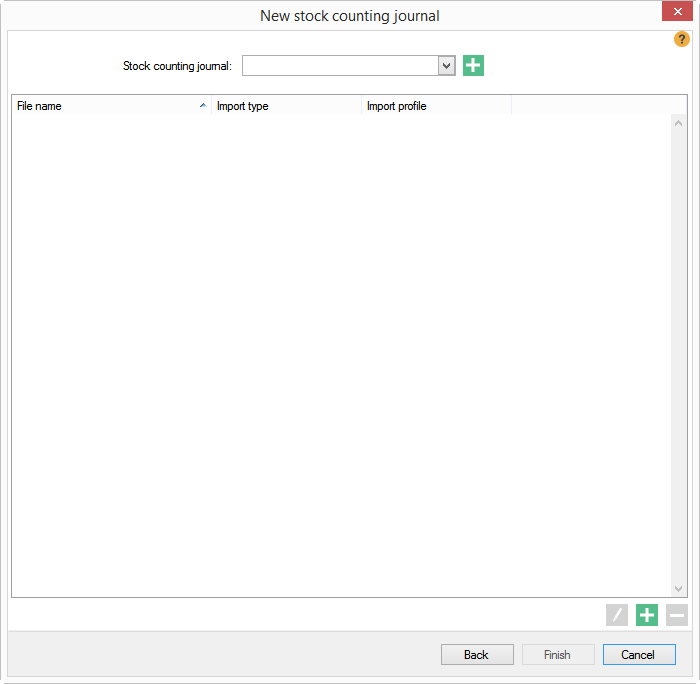 New stock counting journal
?
Stock counting journal:
File name Import type Import profile
Back Finish Cancel